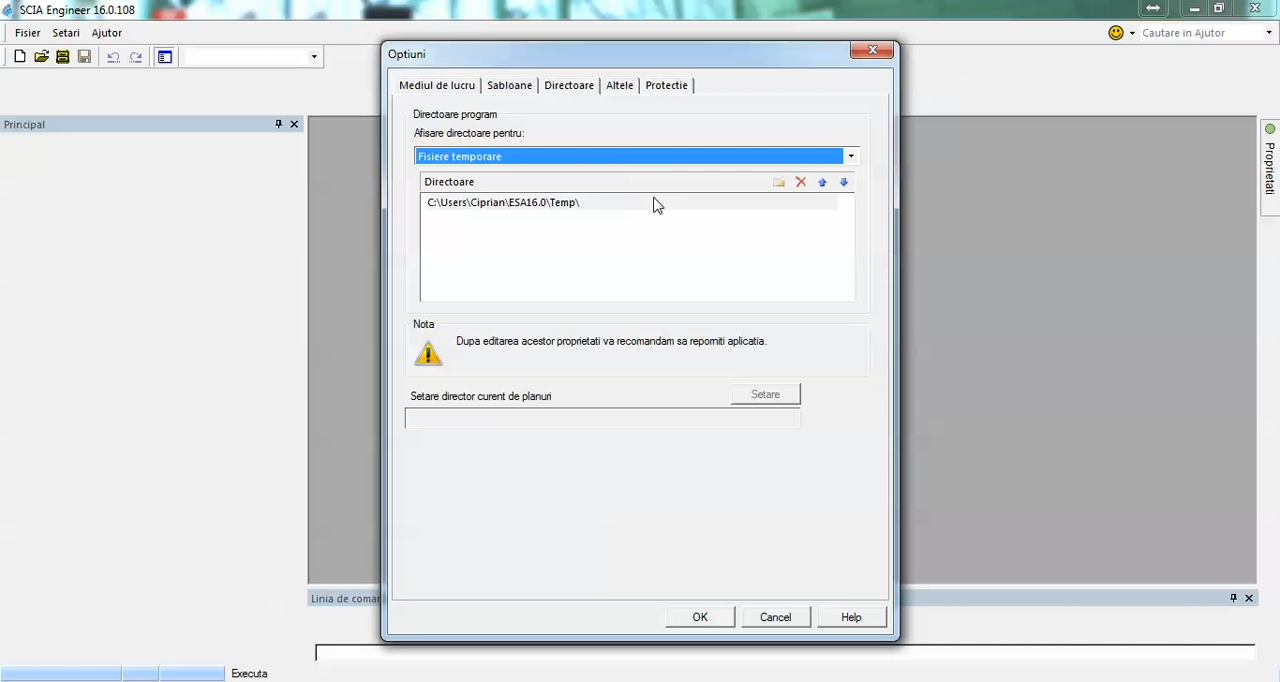 SCIA Engineer 16.0.108
Fisier Setari Ajutor
Cautare in Ajutor
Optiuni
Mediul de lucru Sabloane Directoare Altele Protectie
Principal
Directoare program
Afisare directoare pentru:
Fisiere temporare
Directoare
C:\Users\Ciprian\ESA16.0\Temp\
Proprietati
Nota
Dupa editarea acestor proprietati va recomandam sa reporniti aplicatia.
Setare director curent de planuri
Setare
Linia de comar
OK Cancel Help
Executa